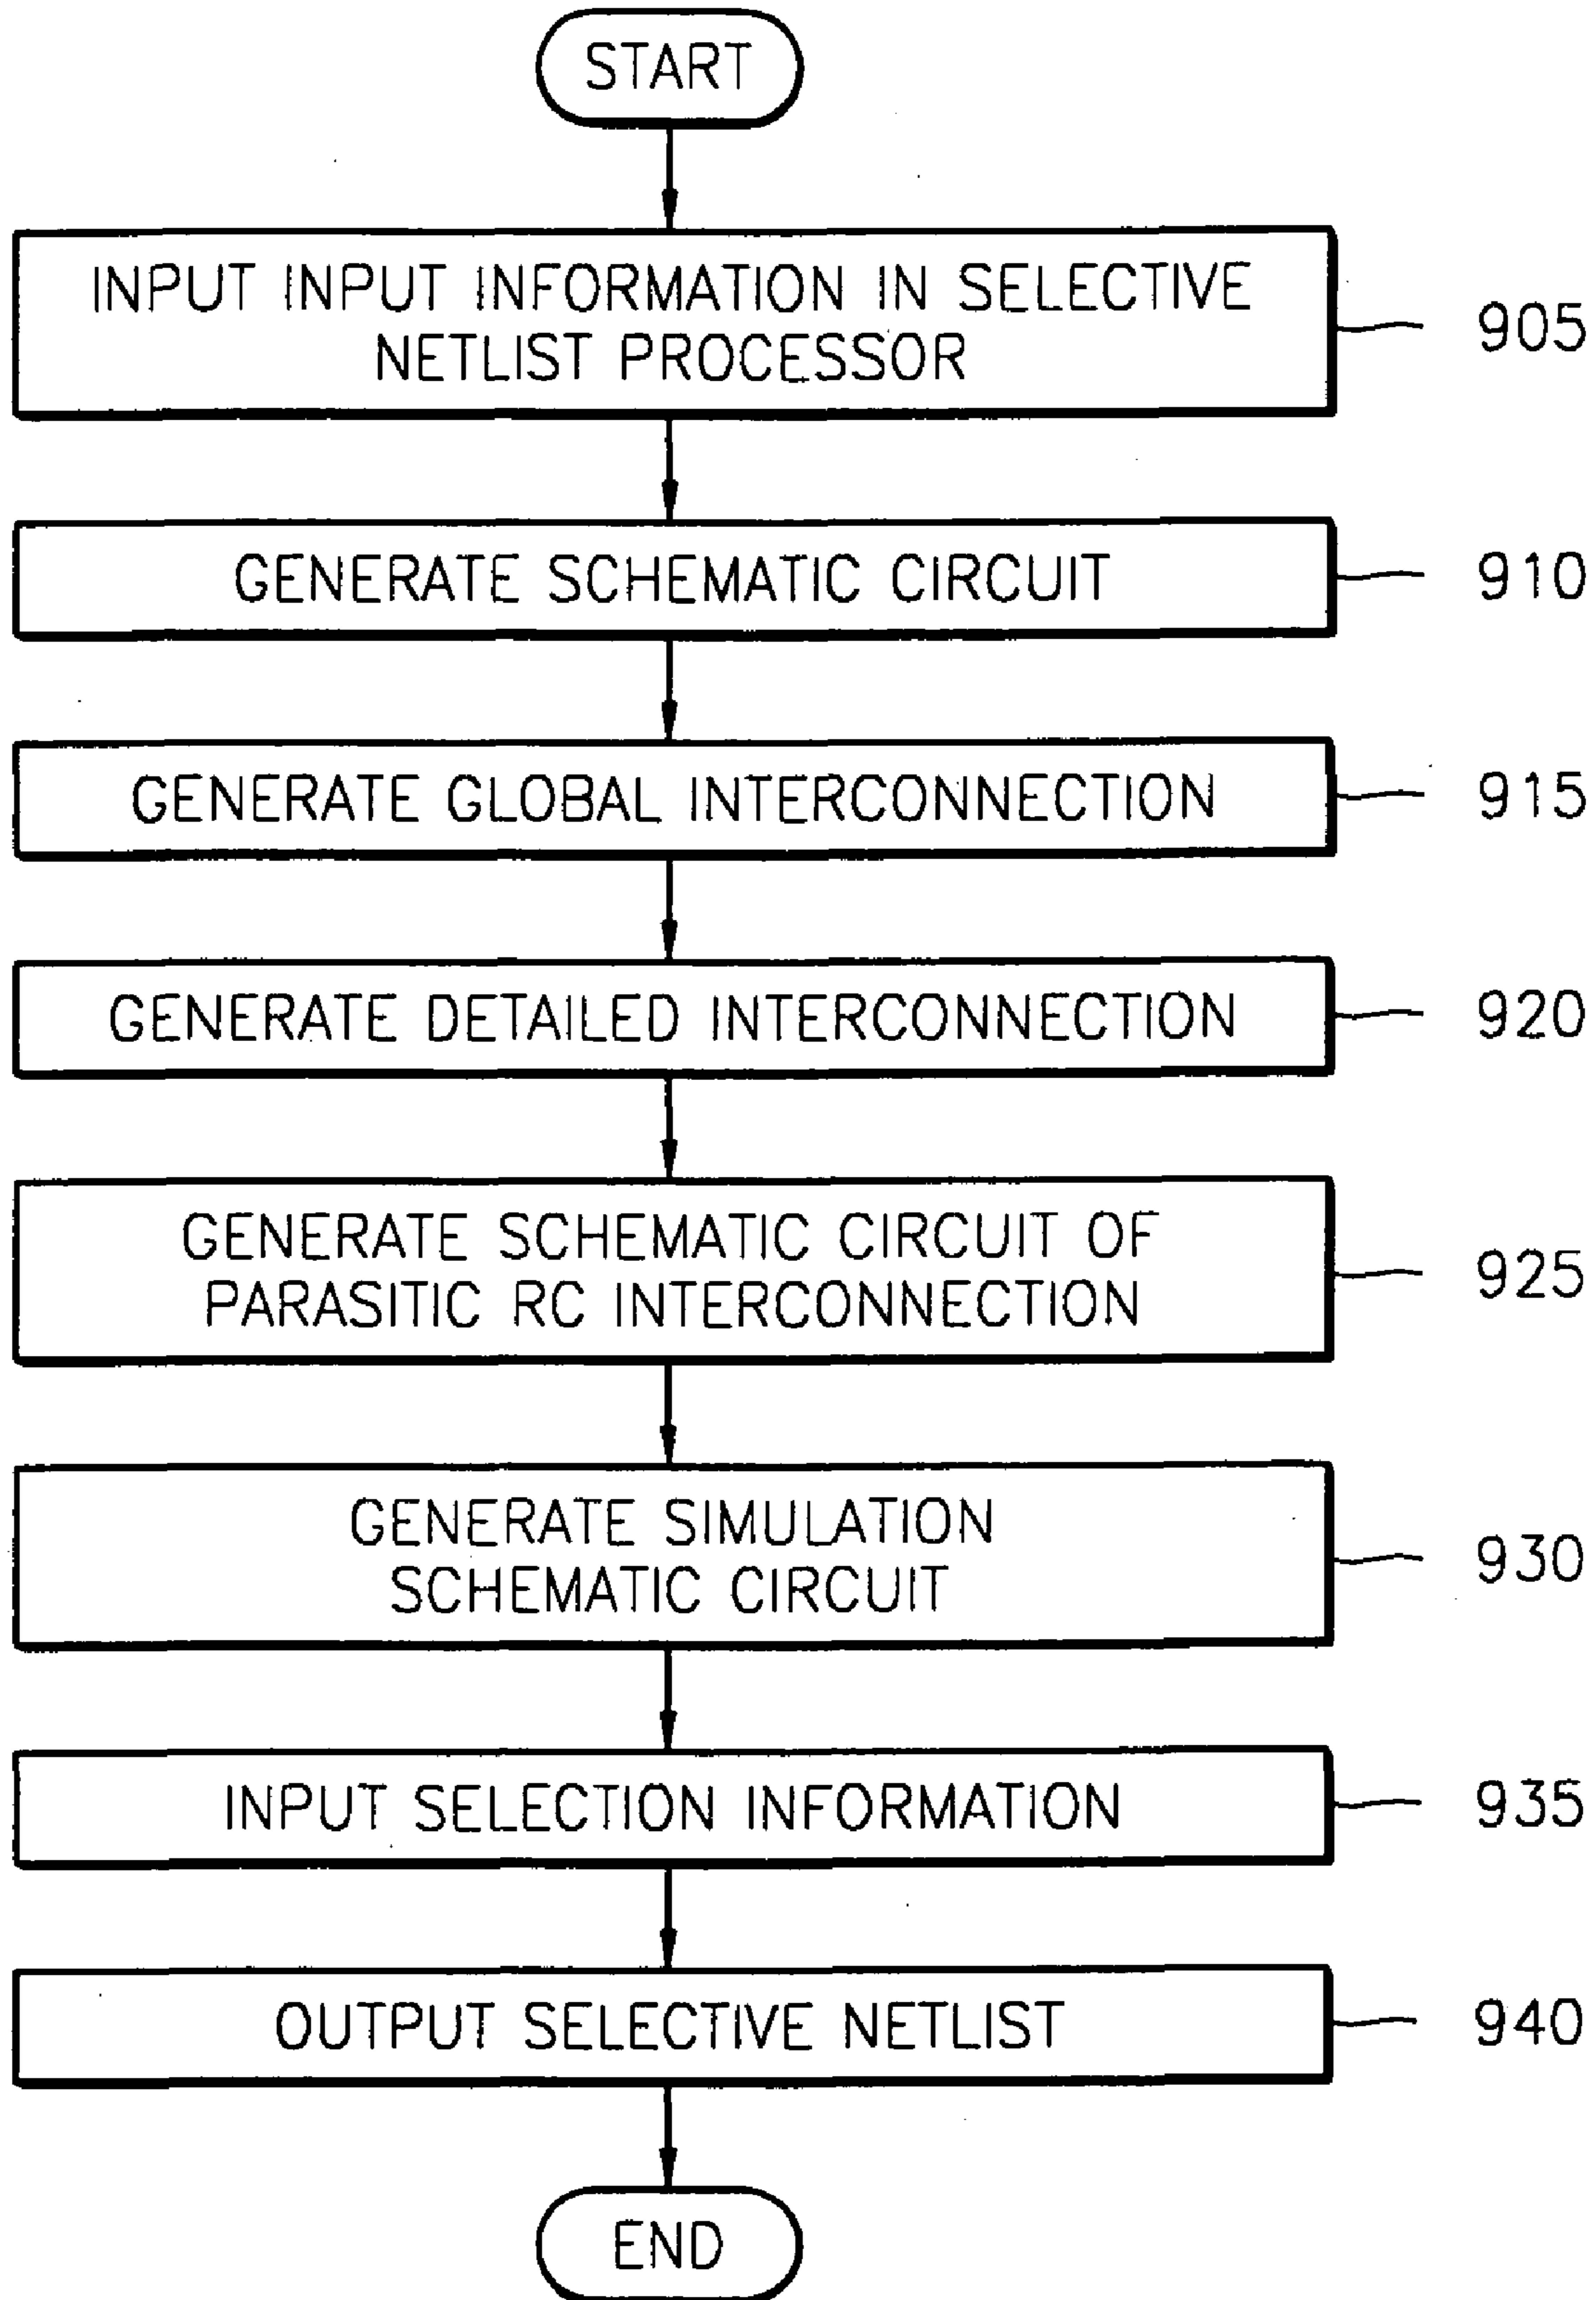 START
INPUT INPUT INFORMATION IN SELECTIVE
NETLIST PROCESSOR
905
GENERATE SCHEMATIC CIRCUIT
910
GENERATE GLOBAL INTERCONNECTION
915
GENERATE DETAILED INTERCONNECTION
920
GENERATE SCHEMATIC CIRCUIT OF
PARASITIC RC INTERCONNECTION
925
GENERATE SIMULATION
SCHEMATIC CIRCUIT
930
INPUT SELECTION INFORMATION
935
OUTPUT SELECTIVE NETLIST
940
END